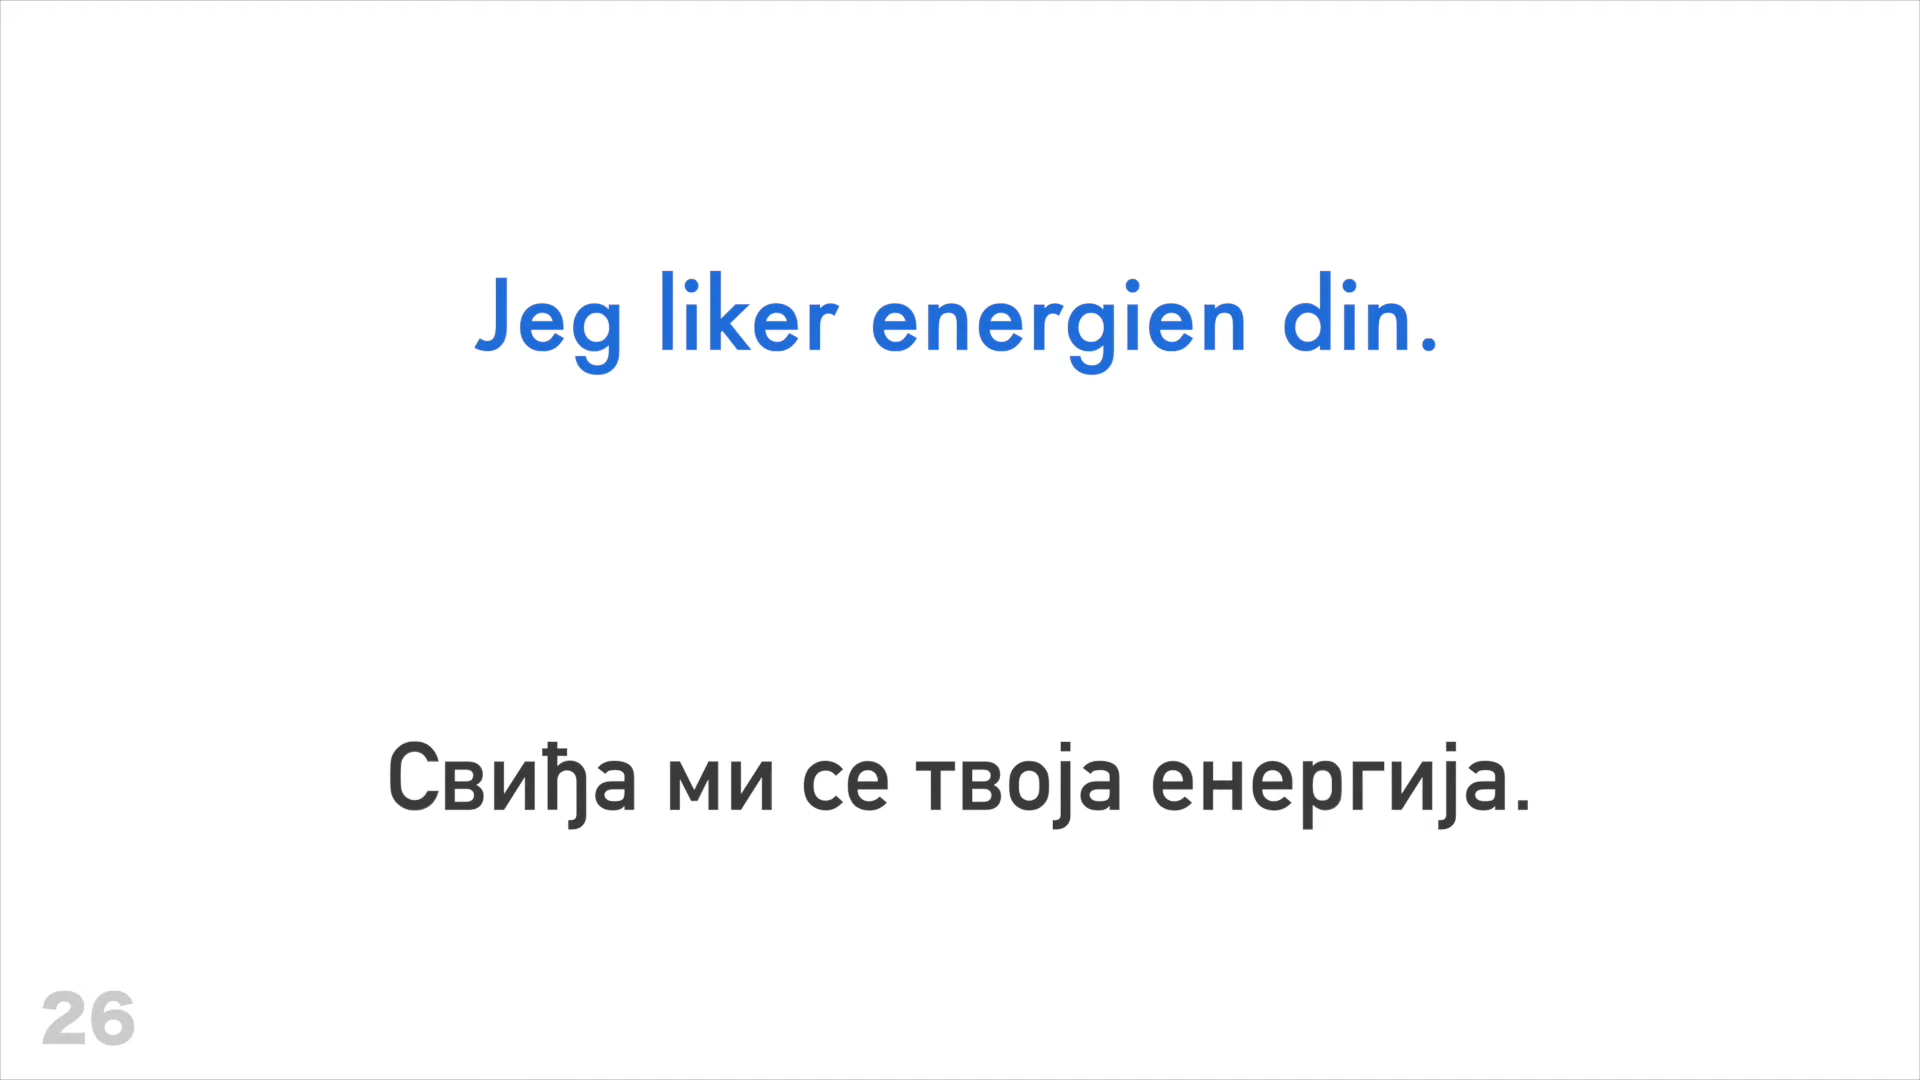 Jeg liker energien din.
Свиђа ми се твоја енергија.
26